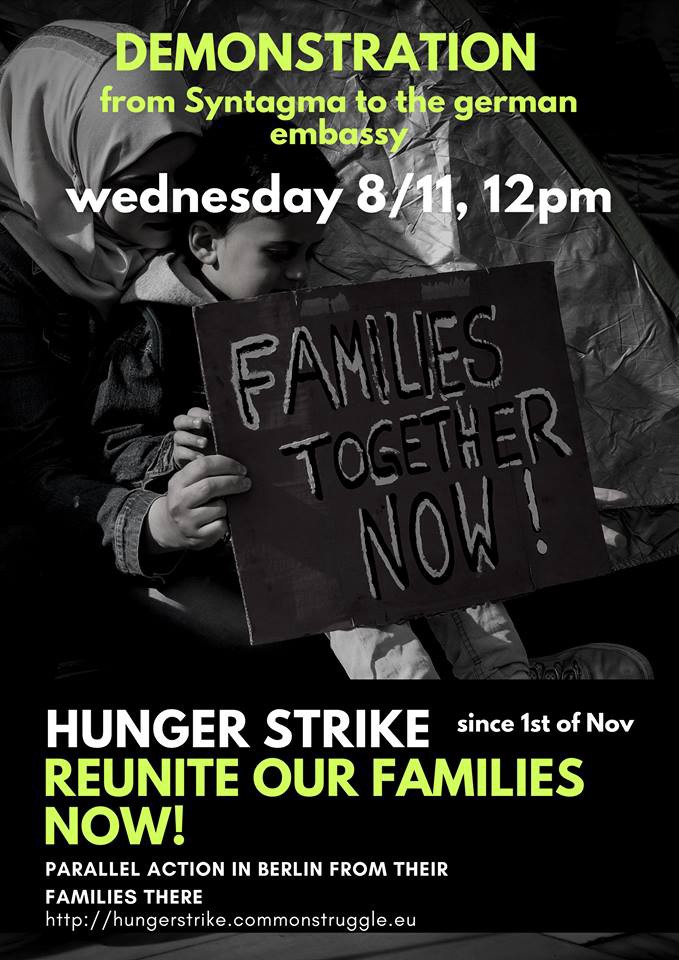 DEMONSTRATION
from Syntagma to the german
embassy
wednesday 8/11, 12pm
FAMILIES
TOGETHER
NOW!
HUNGER STRIKE since 1st of Nov
REUNITE OUR FAMILIES
NOW!
PARALLEL ACTION IN BERLIN FROM THEIR
FAMILIES THERE
http://hungerstrike.commonstruggle.eu